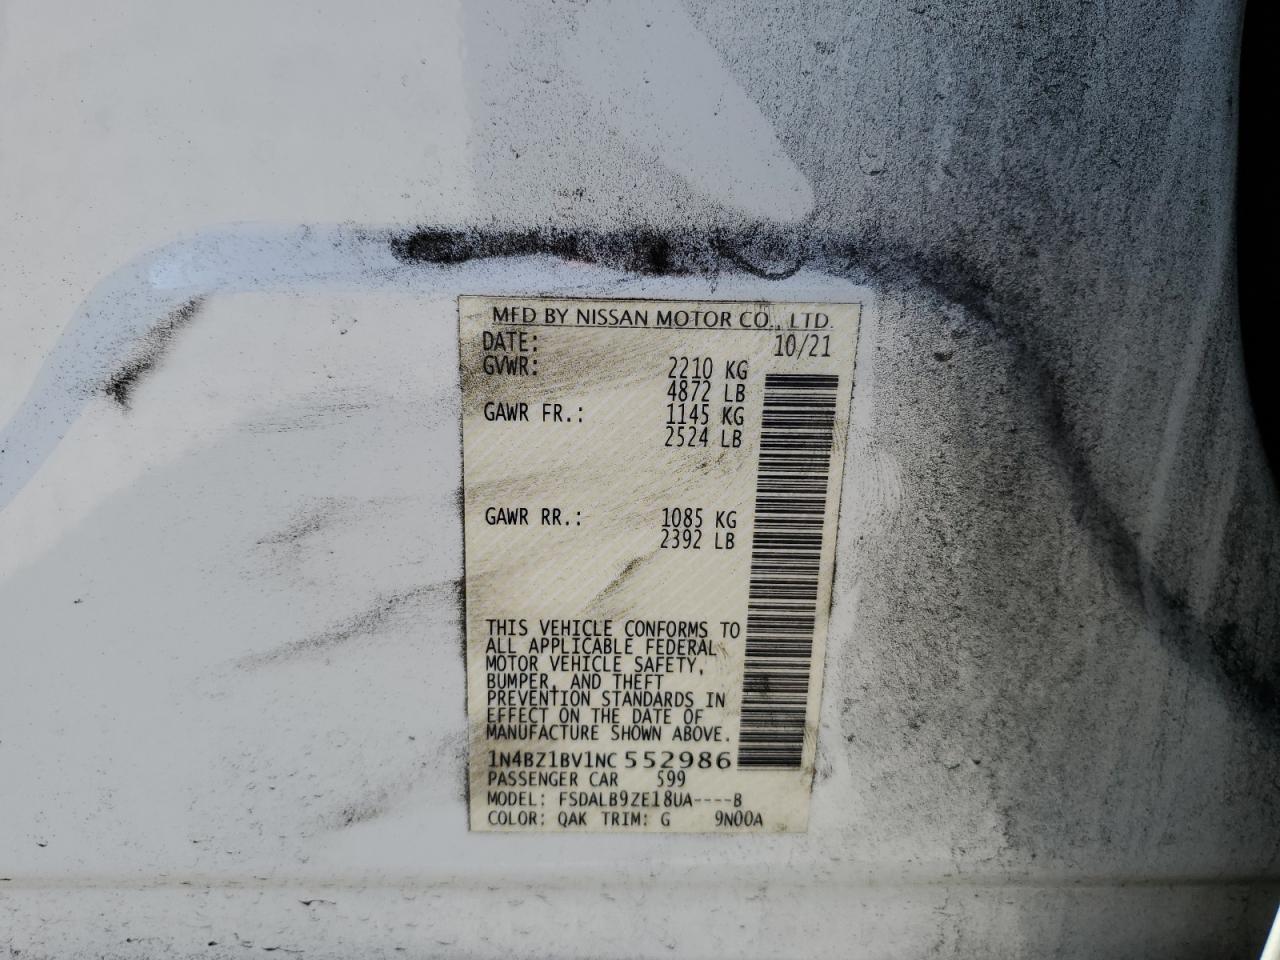 MFD BY NISSAN MOTOR CO., LTD.
DATE: 10/21
GVWR: 2210 KG
4872 LB
GAWR FR.: 1145 KG
2524 LB
GAWR RR.: 1085 KG
2392 LB
THIS VEHICLE CONFORMS TO
ALL APPLICABLE FEDERAL
MOTOR VEHICLE SAFETY,
BUMPER, AND THEFT
PREVENTION STANDARDS IN
EFFECT ON THE DATE OF
MANUFACTURE SHOWN ABOVE.
1N4BZ1BV1NC 552986
PASSENGER CAR 599
MODEL: FSDALB9ZE18UA----B
COLOR: QAK TRIM: G 9N00A